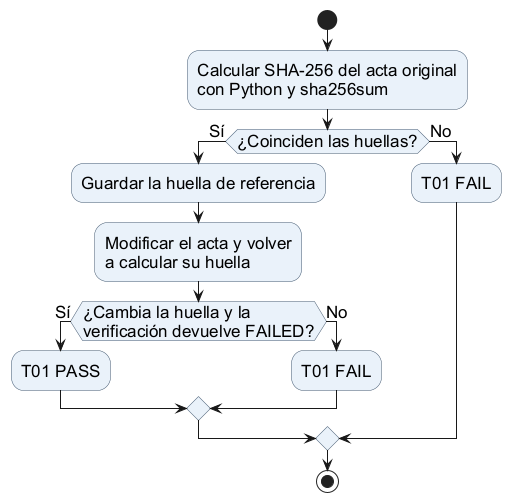 Calcular SHA-256 del acta original
con Python y sha256sum
Sí
¿Coinciden las huellas?
No
Guardar la huella de referencia
T01 FAIL
Modificar el acta y volver
a calcular su huella
Sí
¿Cambia la huella y la
verificación devuelve FAILED?
No
T01 PASS
T01 FAIL